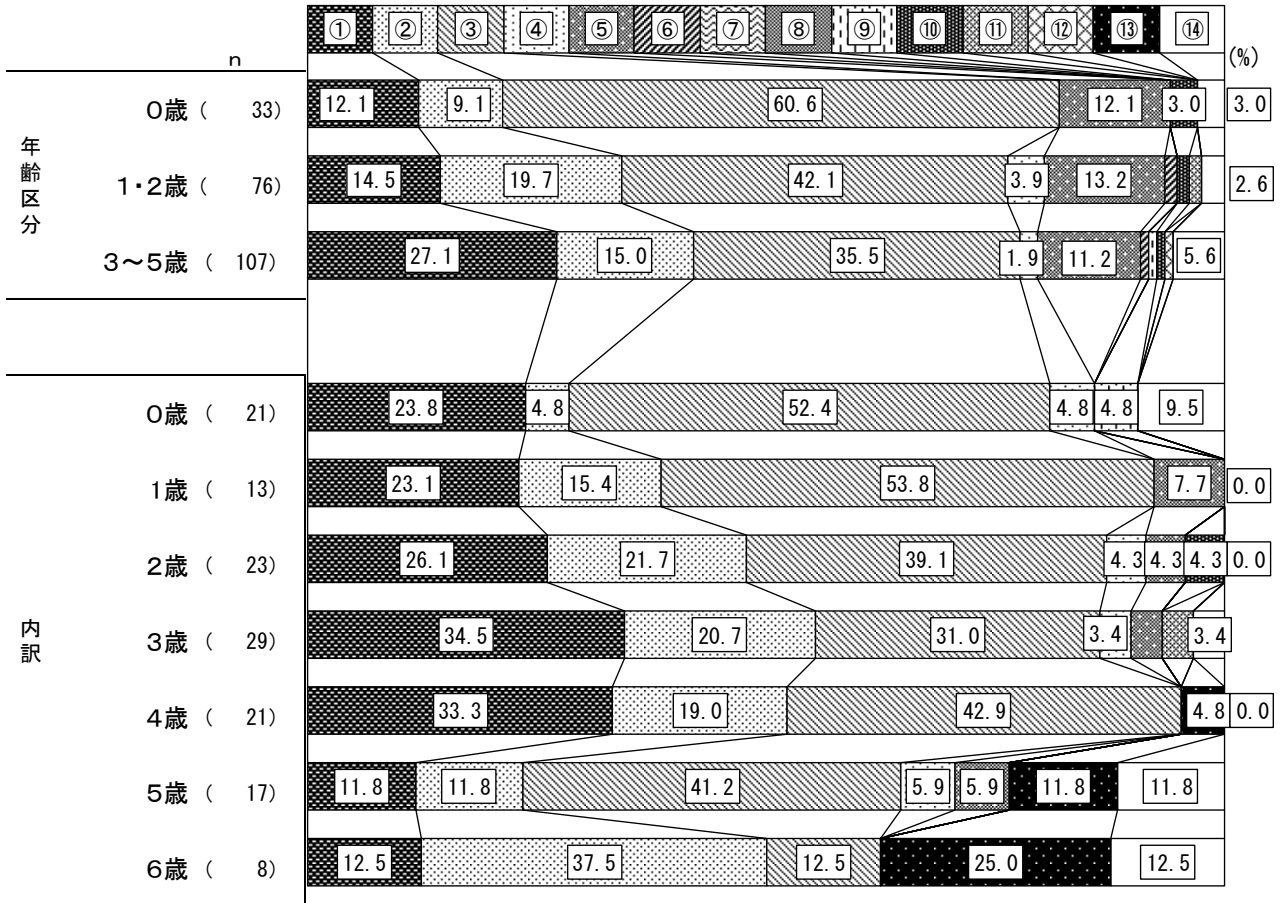 ① ② ③ ④ ⑤ ⑥ ⑦ ⑧ ⑨ ⑩ ⑪ ⑫ ⑬ ⑭
n (%)
年齢区分
0歳 ( 33) 12.1 9.1 60.6 12.1 3.0 3.0
1・2歳 ( 76) 14.5 19.7 42.1 3.9 13.2 2.6
3～5歳 ( 107) 27.1 15.0 35.5 1.9 11.2 5.6
内訳
0歳 ( 21) 23.8 4.8 52.4 4.8 4.8 9.5
1歳 ( 13) 23.1 15.4 53.8 7.7 0.0
2歳 ( 23) 26.1 21.7 39.1 4.3 4.3 4.3 0.0
3歳 ( 29) 34.5 20.7 31.0 3.4 3.4
4歳 ( 21) 33.3 19.0 42.9 4.8 0.0
5歳 ( 17) 11.8 11.8 41.2 5.9 5.9 11.8 11.8
6歳 ( 8) 12.5 37.5 12.5 25.0 12.5